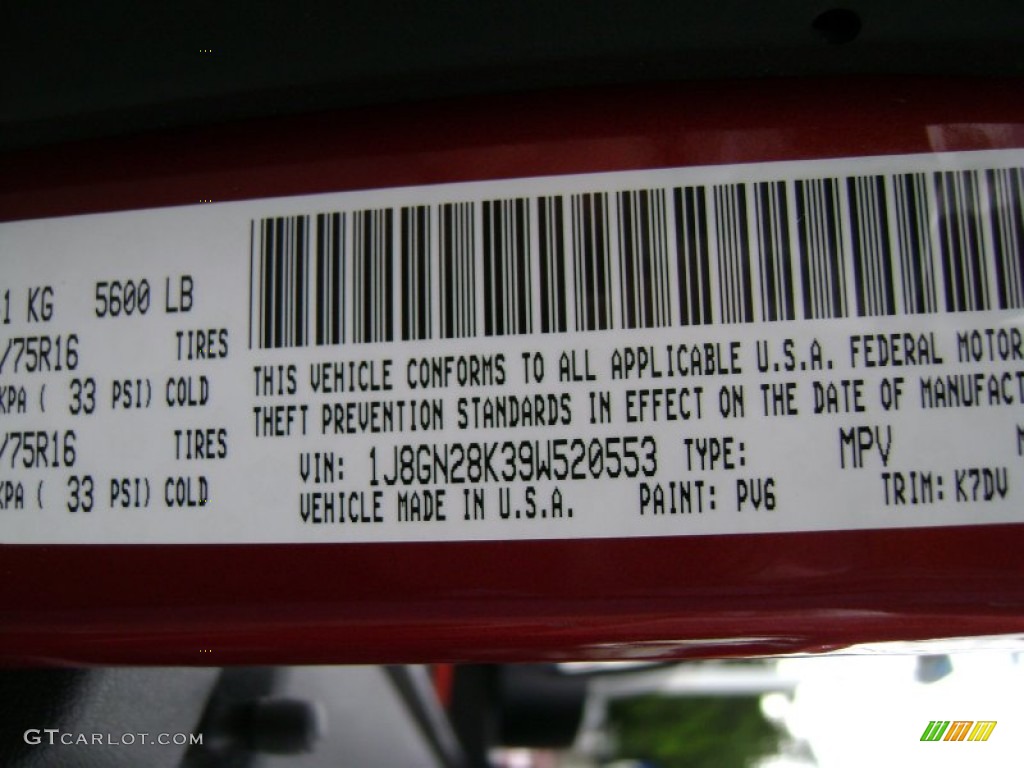 1 KG 5600 LB
/75R16 TIRES
KPA ( 33 PSI) COLD
/75R16 TIRES
KPA ( 33 PSI) COLD
THIS VEHICLE CONFORMS TO ALL APPLICABLE U.S.A. FEDERAL MOTOR
THEFT PREVENTION STANDARDS IN EFFECT ON THE DATE OF MANUFACT
VIN: 1J8GN28K39W520553 TYPE: MPV
VEHICLE MADE IN U.S.A. PAINT: PV6 TRIM: K7DV
GTCARLOT.COM